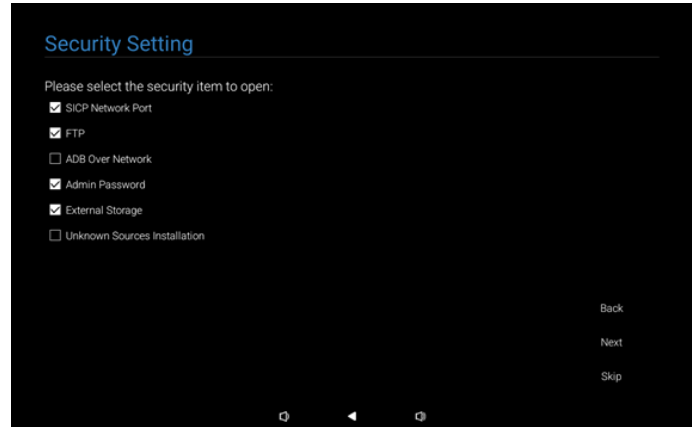 Security Setting
Please select the security item to open:
SICP Network Port
FTP
ADB Over Network
Admin Password
External Storage
Unknown Sources Installation
Back
Next
Skip